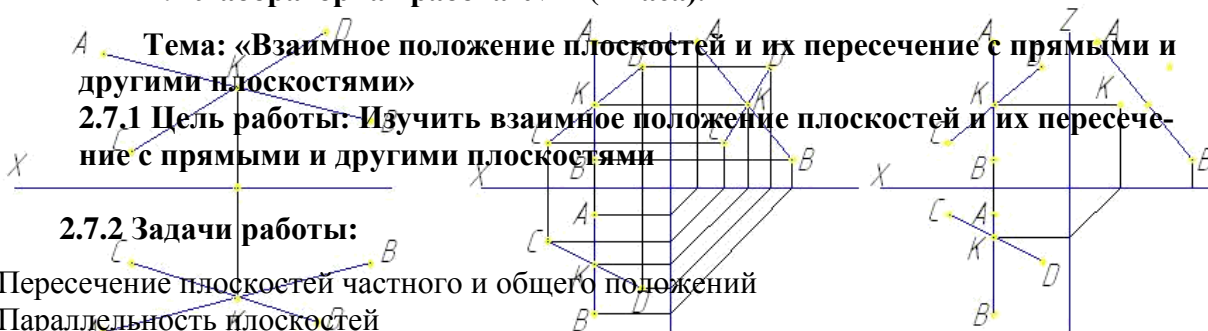 Тема: «Взаимное положение плоскостей и их пересечение с прямыми и
другими плоскостями»
2.7.1 Цель работы: Изучить взаимное положение плоскостей и их пересече-
ние с прямыми и другими плоскостями
2.7.2 Задачи работы:
Пересечение плоскостей частного и общего положений
Параллельность плоскостей
A D K C B X C B K D
A A D D K K C C B B X A C K D B
Z A A D K K C B B X C A K D B